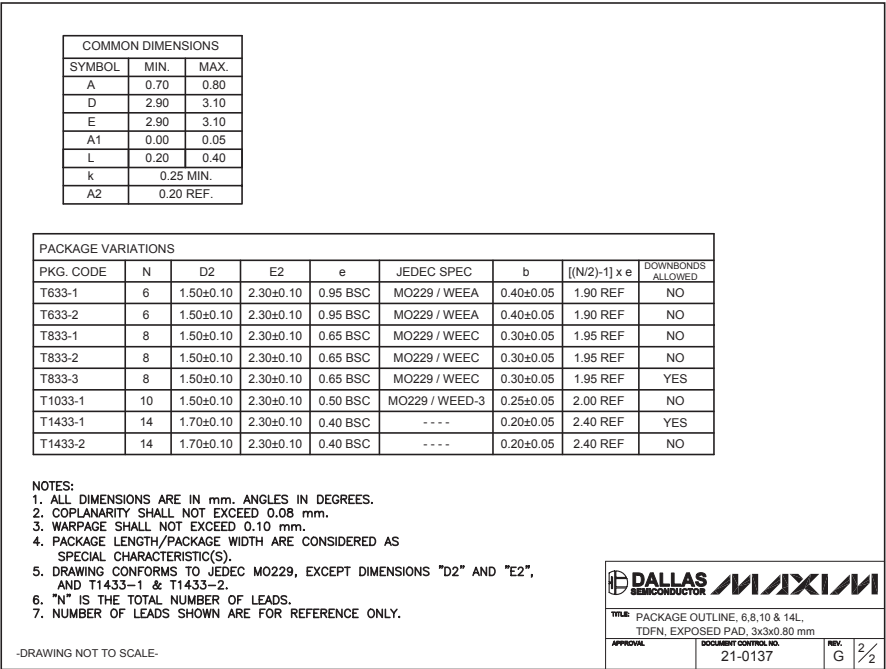 COMMON DIMENSIONS
SYMBOL MIN. MAX.
A 0.70 0.80
D 2.90 3.10
E 2.90 3.10
A1 0.00 0.05
L 0.20 0.40
k 0.25 MIN.
A2 0.20 REF.
PACKAGE VARIATIONS
PKG. CODE N D2 E2 e JEDEC SPEC b [(N/2)-1] x e DOWNBONDS ALLOWED
T633-1 6 1.50±0.10 2.30±0.10 0.95 BSC MO229 / WEEA 0.40±0.05 1.90 REF NO
T633-2 6 1.50±0.10 2.30±0.10 0.95 BSC MO229 / WEEA 0.40±0.05 1.90 REF NO
T833-1 8 1.50±0.10 2.30±0.10 0.65 BSC MO229 / WEEC 0.30±0.05 1.95 REF NO
T833-2 8 1.50±0.10 2.30±0.10 0.65 BSC MO229 / WEEC 0.30±0.05 1.95 REF NO
T833-3 8 1.50±0.10 2.30±0.10 0.65 BSC MO229 / WEEC 0.30±0.05 1.95 REF YES
T1033-1 10 1.50±0.10 2.30±0.10 0.50 BSC MO229 / WEED-3 0.25±0.05 2.00 REF NO
T1433-1 14 1.70±0.10 2.30±0.10 0.40 BSC - - - - 0.20±0.05 2.40 REF YES
T1433-2 14 1.70±0.10 2.30±0.10 0.40 BSC - - - - 0.20±0.05 2.40 REF NO
NOTES:
1. ALL DIMENSIONS ARE IN mm. ANGLES IN DEGREES.
2. COPLANARITY SHALL NOT EXCEED 0.08 mm.
3. WARPAGE SHALL NOT EXCEED 0.10 mm.
4. PACKAGE LENGTH/PACKAGE WIDTH ARE CONSIDERED AS
SPECIAL CHARACTERISTIC(S).
5. DRAWING CONFORMS TO JEDEC MO229, EXCEPT DIMENSIONS "D2" AND "E2",
AND T1433-1 & T1433-2.
6. "N" IS THE TOTAL NUMBER OF LEADS.
7. NUMBER OF LEADS SHOWN ARE FOR REFERENCE ONLY.
-DRAWING NOT TO SCALE-
DALLAS SEMICONDUCTOR MAXIM
TITLE: PACKAGE OUTLINE, 6,8,10 & 14L,
TDFN, EXPOSED PAD, 3x3x0.80 mm
APPROVAL DOCUMENT CONTROL NO. REV.
21-0137 G 2/2